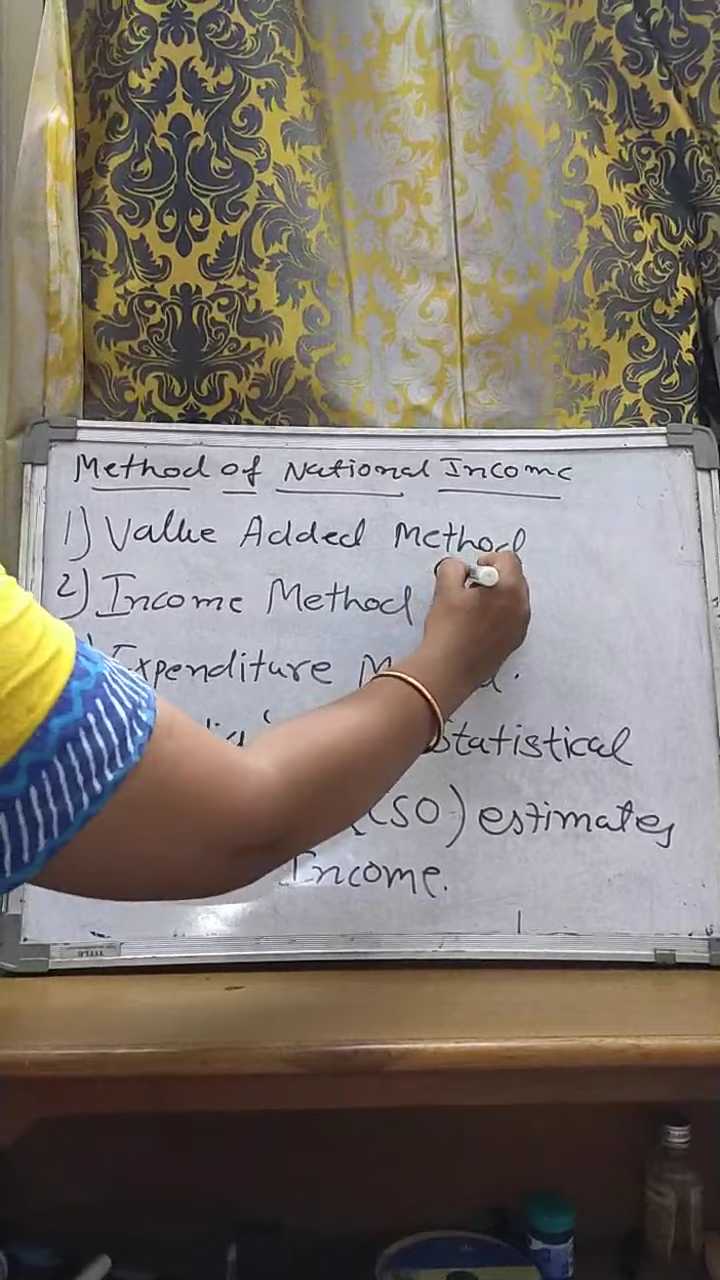 Method of National Income
1) Value Added Method
2) Income Method
Expenditure
Statistical
(CSO) estimates
Income.